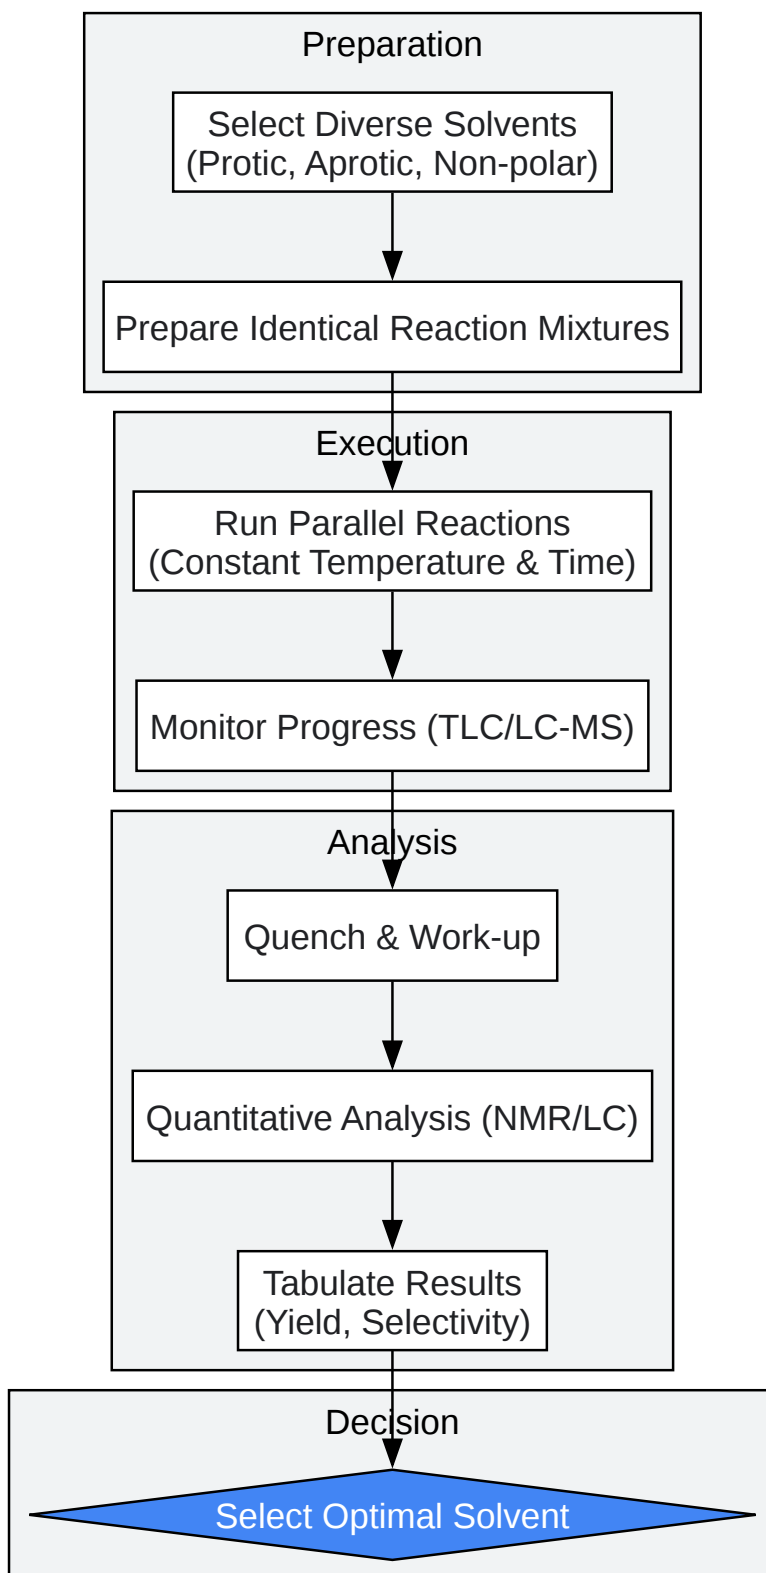 Preparation
Select Diverse Solvents
(Protic, Aprotic, Non-polar)
Prepare Identical Reaction Mixtures
Execution
Run Parallel Reactions
(Constant Temperature & Time)
Monitor Progress (TLC/LC-MS)
Analysis
Quench & Work-up
Quantitative Analysis (NMR/LC)
Tabulate Results
(Yield, Selectivity)
Decision
Select Optimal Solvent